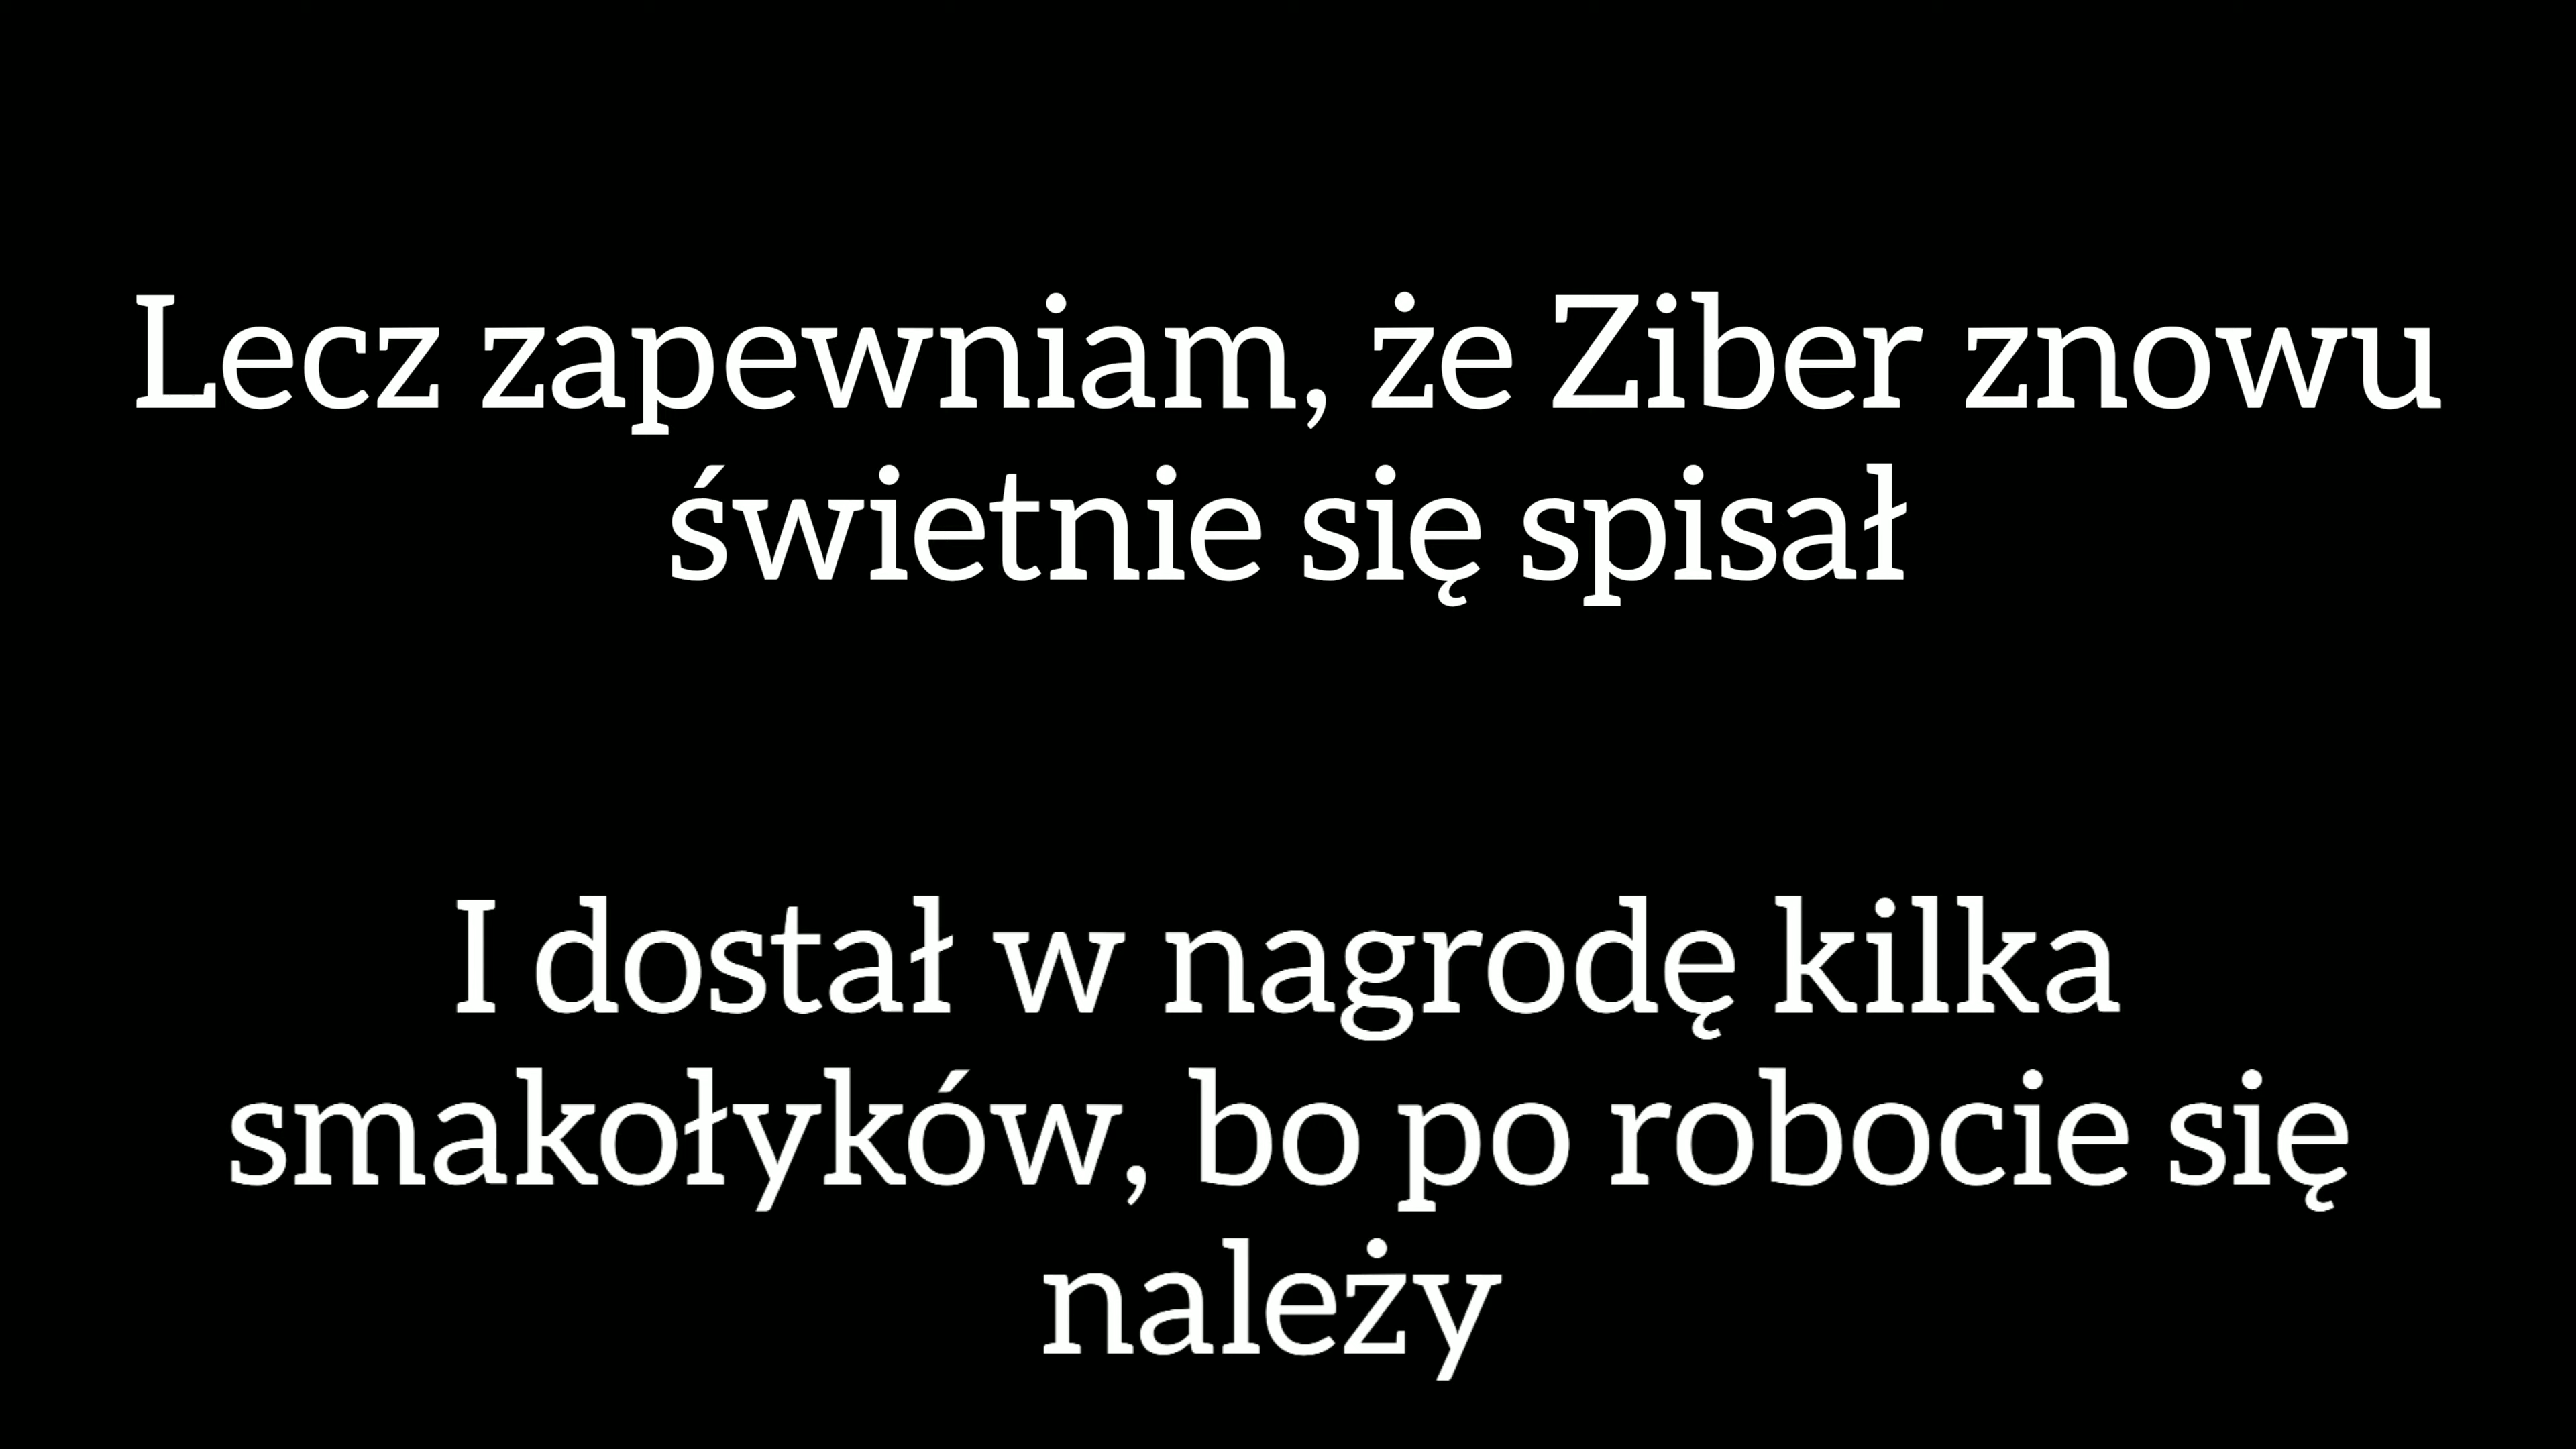 Lecz zapewniam, że Ziber znowu
świetnie się spisał
I dostał w nagrodę kilka
smakołyków, bo po robocie się
należy